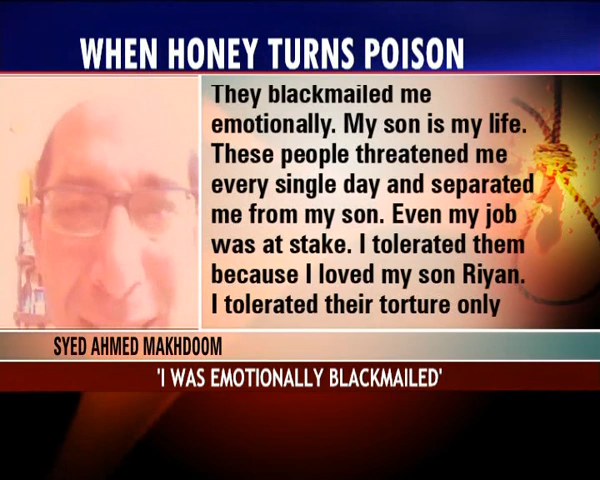 WHEN HONEY TURNS POISON
They blackmailed me
emotionally. My son is my life.
These people threatened me
every single day and separated
me from my son. Even my job
was at stake. I tolerated them
because I loved my son Riyan.
I tolerated their torture only
SYED AHMED MAKHDOOM
'I WAS EMOTIONALLY BLACKMAILED'